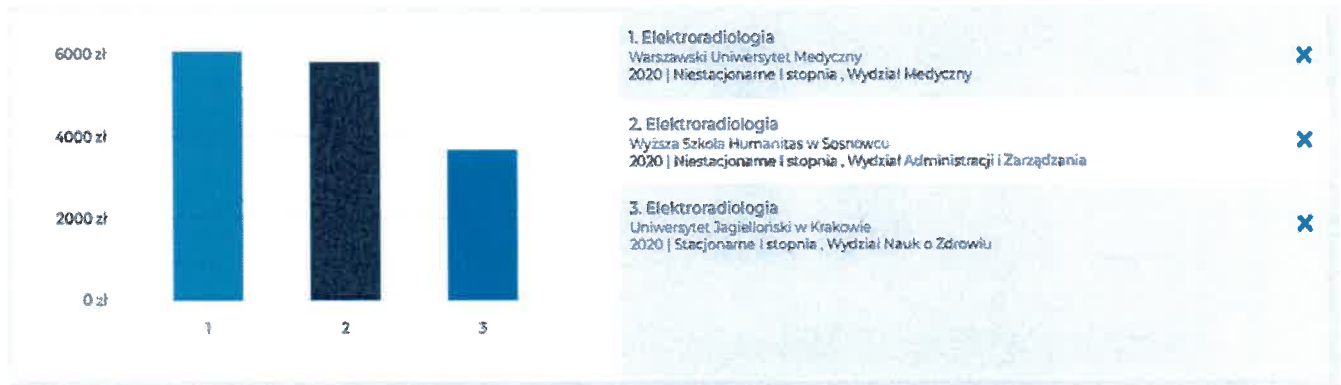 6000 zł
4000 zł
2000 zł
0 zł
1
2
3
1. Elektroradiologia
Warszawski Uniwersytet Medyczny
2020 | Niestacjonarne I stopnia , Wydział Medyczny
2. Elektroradiologia
Wyższa Szkoła Humanitas w Sosnowcu
2020 | Niestacjonarne I stopnia , Wydział Administracji i Zarządzania
3. Elektroradiologia
Uniwersytet Jagielloński w Krakowie
2020 | Stacjonarne I stopnia , Wydział Nauk o Zdrowiu